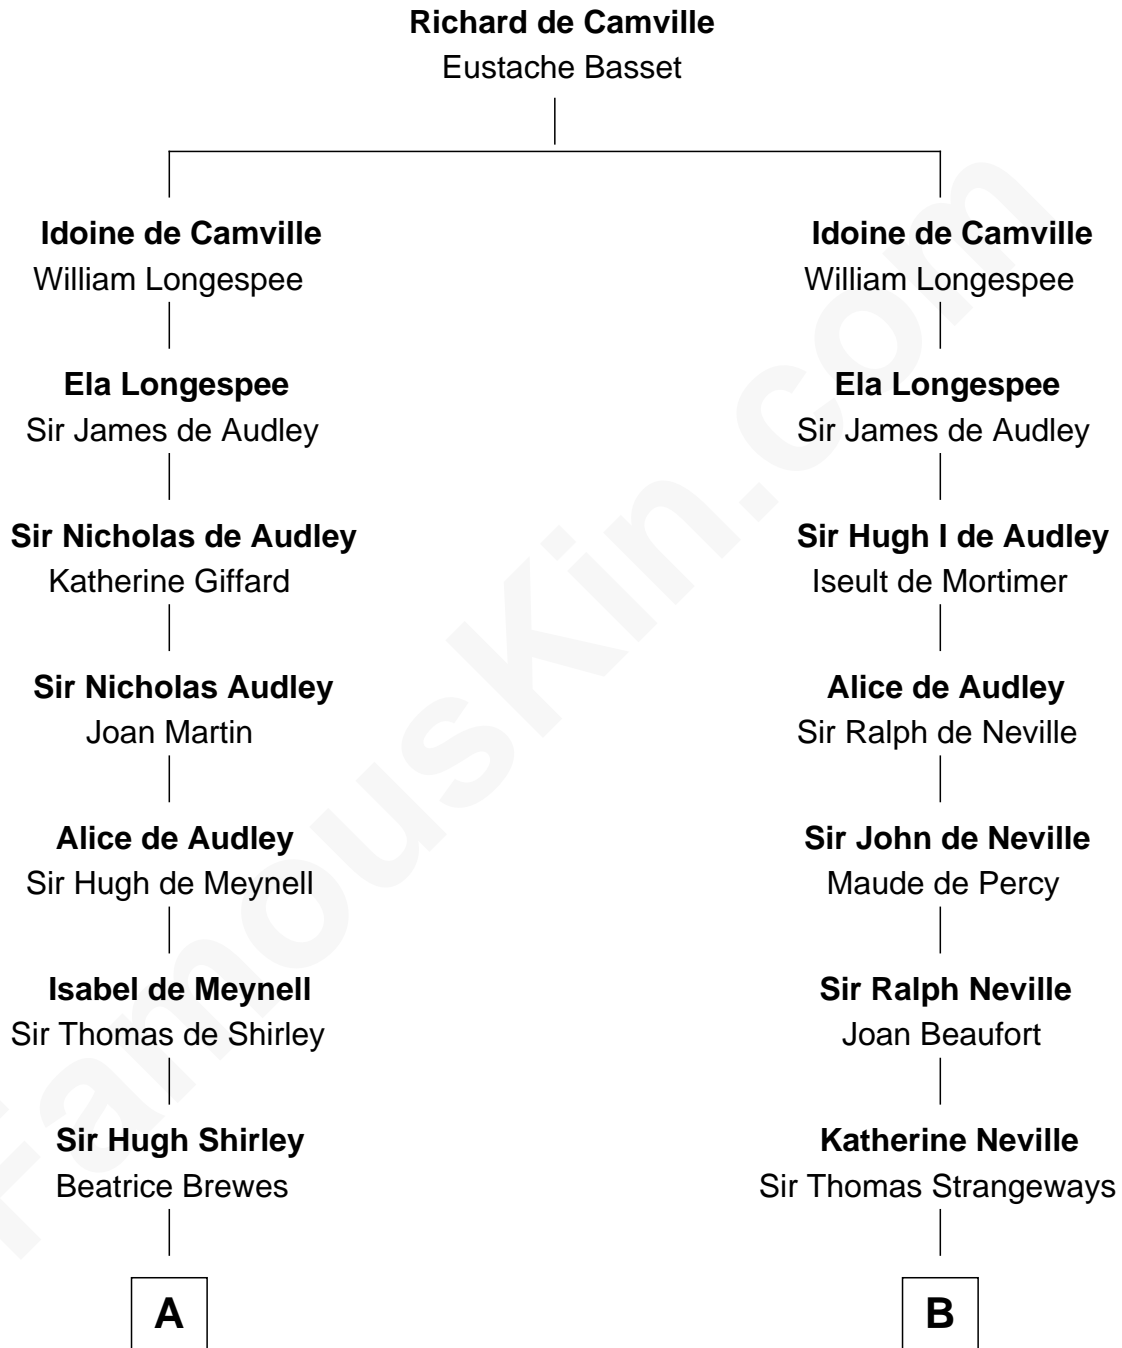 Richard de Camville
Eustache Basset
Idoine de Camville
William Longespee
Ela Longespee
Sir James de Audley
Sir Nicholas de Audley
Katherine Giffard
Sir Nicholas Audley
Joan Martin
Alice de Audley
Sir Hugh de Meynell
Isabel de Meynell
Sir Thomas de Shirley
Sir Hugh Shirley
Beatrice Brewes
A
Idoine de Camville
William Longespee
Ela Longespee
Sir James de Audley
Sir Hugh I de Audley
Iseult de Mortimer
Alice de Audley
Sir Ralph de Neville
Sir John de Neville
Maude de Percy
Sir Ralph Neville
Joan Beaufort
Katherine Neville
Sir Thomas Strangeways
B
FamousKin.com